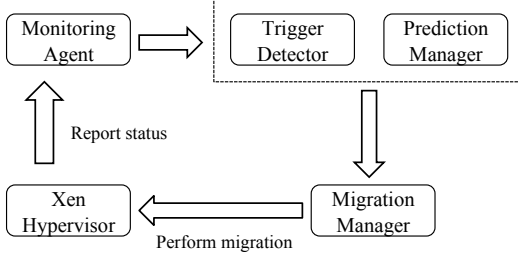 Monitoring
Agent
Trigger
Detector
Prediction
Manager
Report status
Xen
Hypervisor
Migration
Manager
Perform migration